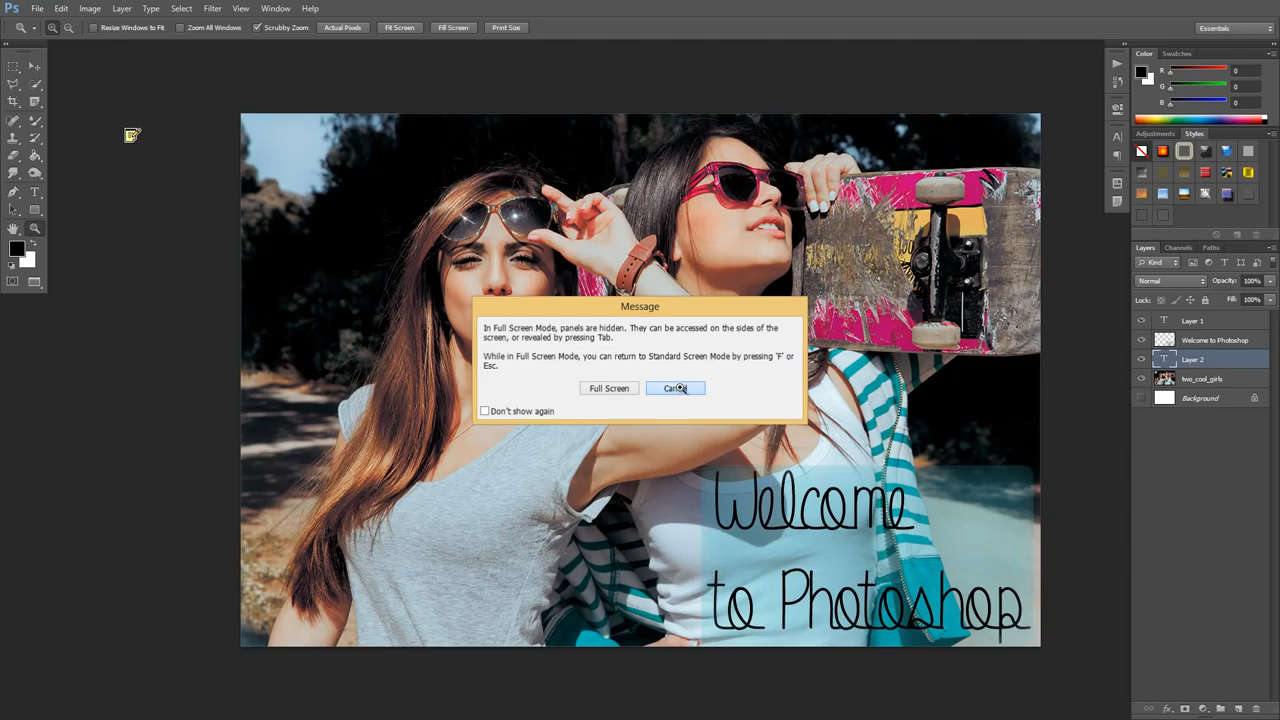 Ps File Edit Image Layer Type Select Filter View Window Help
Resize Windows to Fit Zoom All Windows Scrubby Zoom Actual Pixels Fit Screen Fill Screen Print Size Essentials
Color Swatches
R 0
G 0
B 0
Adjustments Styles
Message
In Full Screen Mode, panels are hidden. They can be accessed on the sides of the
screen, or revealed by pressing Tab.
While in Full Screen Mode, you can return to Standard Screen Mode by pressing 'F' or
Esc.
Full Screen Cancel
Don't show again
Welcome
to Photoshop
Layers Channels Paths
Kind
Normal Opacity: 100%
Lock: Fill: 100%
Layer 1
Welcome to Photoshop
Layer 2
two_cool_girls
Background
fx